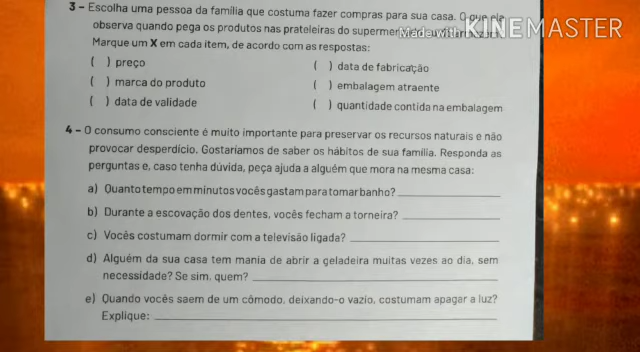 3 - Escolha uma pessoa da família que costuma fazer compras para sua casa. O que ela
observa quando pega os produtos nas prateleiras do
Made with KINEMASTER
Marque um X em cada item, de acordo com as respostas:
( ) preço
( ) data de fabricação
( ) marca do produto
( ) embalagem atraente
( ) data de validade
( ) quantidade contida na embalagem
4 - O consumo consciente é muito importante para preservar os recursos naturais e não
provocar desperdício. Gostaríamos de saber os hábitos de sua família. Responda as
perguntas e, caso tenha dúvida, peça ajuda a alguém que mora na mesma casa:
a) Quanto tempo em minutos vocês gastam para tomar banho?
b) Durante a escovação dos dentes, vocês fecham a torneira?
c) Vocês costumam dormir com a televisão ligada?
d) Alguém da sua casa tem mania de abrir a geladeira muitas vezes ao dia, sem
necessidade? Se sim, quem?
e) Quando vocês saem de um cômodo, deixando-o vazio, costumam apagar a luz?
Explique: